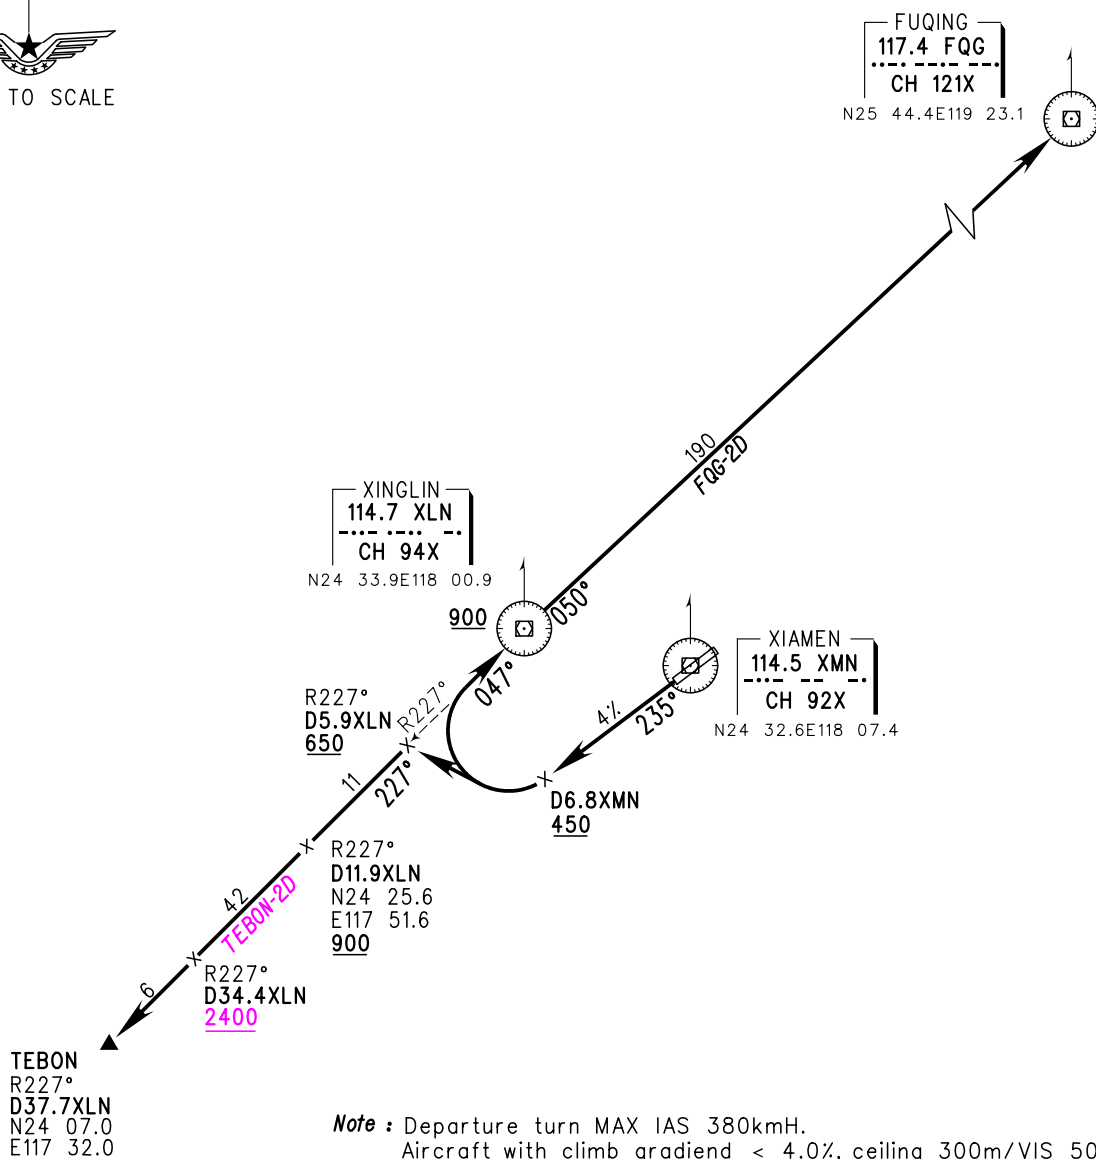 TO SCALE
FUQING
117.4 FQG
CH 121X
N25 44.4E119 23.1
190
FQG-2D
XINGLIN
114.7 XLN
CH 94X
N24 33.9E118 00.9
900
050°
047°
XIAMEN
114.5 XMN
CH 92X
N24 32.6E118 07.4
4%
235°
D6.8XMN
450
R227°
D5.9XLN
650
R227°
227°
11
R227°
D11.9XLN
N24 25.6
E117 51.6
900
42
TEBON-2D
R227°
D34.4XLN
2400
6
TEBON
R227°
D37.7XLN
N24 07.0
E117 32.0
Note : Departure turn MAX IAS 380kmH.
Aircraft with climb gradiend < 4.0%, ceiling 300m/VIS 50